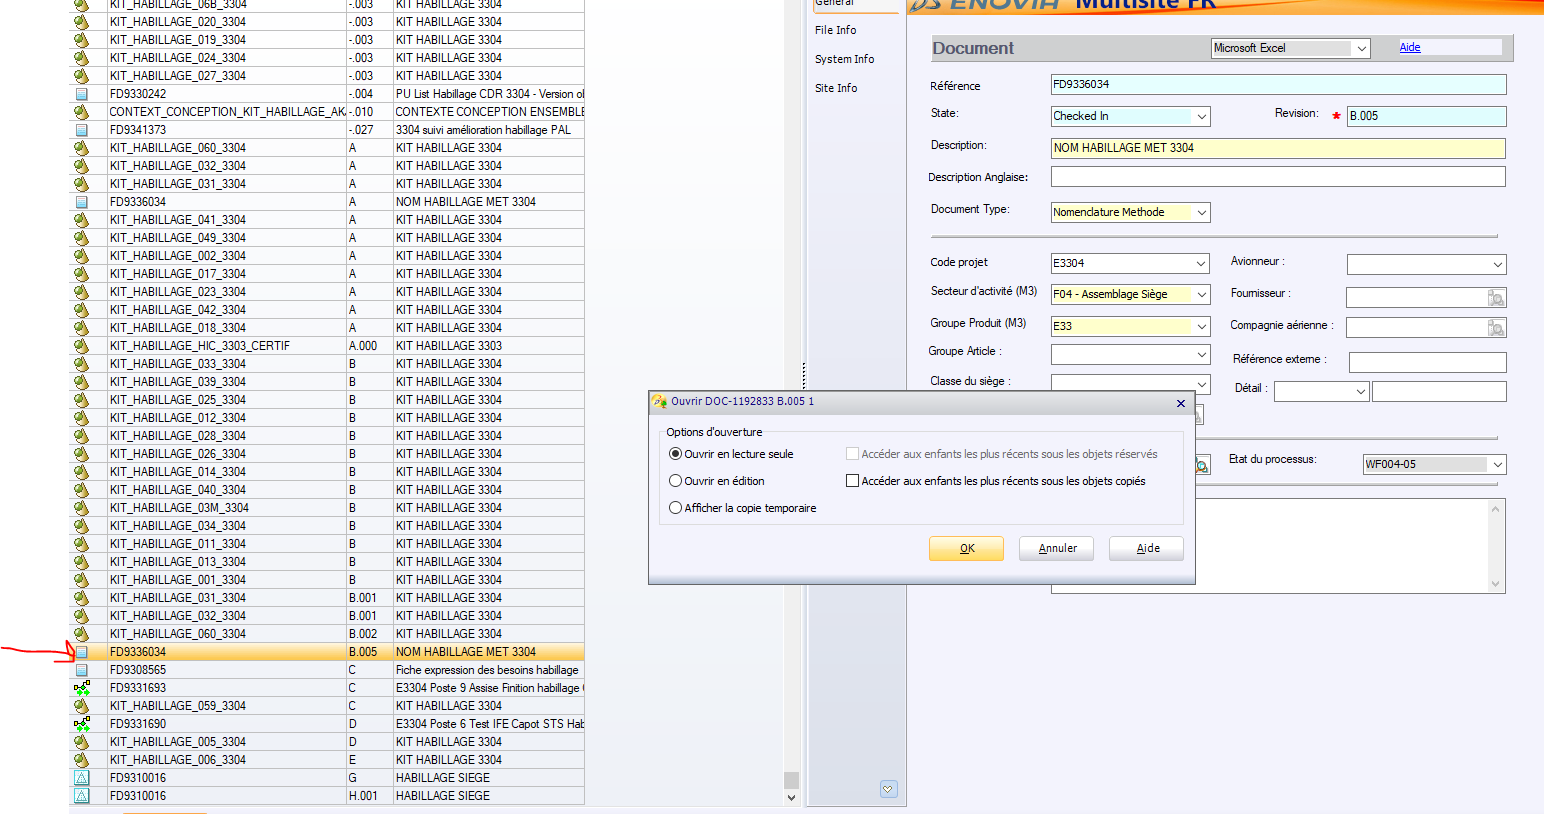 KIT_HABILLAGE_06B_3304 -.003 KIT HABILLAGE 3304
KIT_HABILLAGE_020_3304 -.003 KIT HABILLAGE 3304
KIT_HABILLAGE_019_3304 -.003 KIT HABILLAGE 3304
KIT_HABILLAGE_024_3304 -.003 KIT HABILLAGE 3304
KIT_HABILLAGE_027_3304 -.003 KIT HABILLAGE 3304
FD9330242 -.004 PU List Habillage CDR 3304 - Version
CONTEXT_CONCEPTION_KIT_HABILLAGE_AK -.010 CONTEXTE CONCEPTION ENSEMBLE
FD9341373 -.027 3304 suivi amélioration habillage PAL
KIT_HABILLAGE_060_3304 A KIT HABILLAGE 3304
KIT_HABILLAGE_032_3304 A KIT HABILLAGE 3304
KIT_HABILLAGE_031_3304 A KIT HABILLAGE 3304
FD9336034 A NOM HABILLAGE MET 3304
KIT_HABILLAGE_041_3304 A KIT HABILLAGE 3304
KIT_HABILLAGE_049_3304 A KIT HABILLAGE 3304
KIT_HABILLAGE_002_3304 A KIT HABILLAGE 3304
KIT_HABILLAGE_017_3304 A KIT HABILLAGE 3304
KIT_HABILLAGE_023_3304 A KIT HABILLAGE 3304
KIT_HABILLAGE_042_3304 A KIT HABILLAGE 3304
KIT_HABILLAGE_018_3304 A KIT HABILLAGE 3304
KIT_HABILLAGE_HIC_3303_CERTIF A.000 KIT HABILLAGE 3303
KIT_HABILLAGE_033_3304 B KIT HABILLAGE 3304
KIT_HABILLAGE_039_3304 B KIT HABILLAGE 3304
KIT_HABILLAGE_025_3304 B KIT HABILLAGE 3304
KIT_HABILLAGE_012_3304 B KIT HABILLAGE 3304
KIT_HABILLAGE_028_3304 B KIT HABILLAGE 3304
KIT_HABILLAGE_026_3304 B KIT HABILLAGE 3304
KIT_HABILLAGE_014_3304 B KIT HABILLAGE 3304
KIT_HABILLAGE_040_3304 B KIT HABILLAGE 3304
KIT_HABILLAGE_03M_3304 B KIT HABILLAGE 3304
KIT_HABILLAGE_034_3304 B KIT HABILLAGE 3304
KIT_HABILLAGE_011_3304 B KIT HABILLAGE 3304
KIT_HABILLAGE_013_3304 B KIT HABILLAGE 3304
KIT_HABILLAGE_001_3304 B KIT HABILLAGE 3304
KIT_HABILLAGE_031_3304 B.001 KIT HABILLAGE 3304
KIT_HABILLAGE_032_3304 B.001 KIT HABILLAGE 3304
KIT_HABILLAGE_060_3304 B.002 KIT HABILLAGE 3304
FD9336034 B.005 NOM HABILLAGE MET 3304
FD9308565 C Fiche expression des besoins habillage
FD9331693 C E3304 Poste 9 Assise Finition habillage
KIT_HABILLAGE_059_3304 C KIT HABILLAGE 3304
FD9331690 D E3304 Poste 6 Test IFE Capot STS Hab
KIT_HABILLAGE_005_3304 D KIT HABILLAGE 3304
KIT_HABILLAGE_006_3304 E KIT HABILLAGE 3304
FD9310016 G HABILLAGE SIEGE
FD9310016 H.001 HABILLAGE SIEGE
General
File Info
System Info
Site Info
ENOVIA Multisite FR
Document Microsoft Excel Aide
Référence FD9336034
State: Checked In Revision: * B.005
Description: NOM HABILLAGE MET 3304
Description Anglaise:
Document Type: Nomenclature Methode
Code projet E3304 Avionneur :
Secteur d'activité (M3) F04 - Assemblage Siège Fournisseur :
Groupe Produit (M3) E33 Compagnie aérienne :
Groupe Article : Référence externe :
Classe du siège : Détail :
Etat du processus: WF004-05
Ouvrir DOC-1192833 B.005 1
Options d'ouverture
Ouvrir en lecture seule Accéder aux enfants les plus récents sous les objets réservés
Ouvrir en édition Accéder aux enfants les plus récents sous les objets copiés
Afficher la copie temporaire
OK Annuler Aide